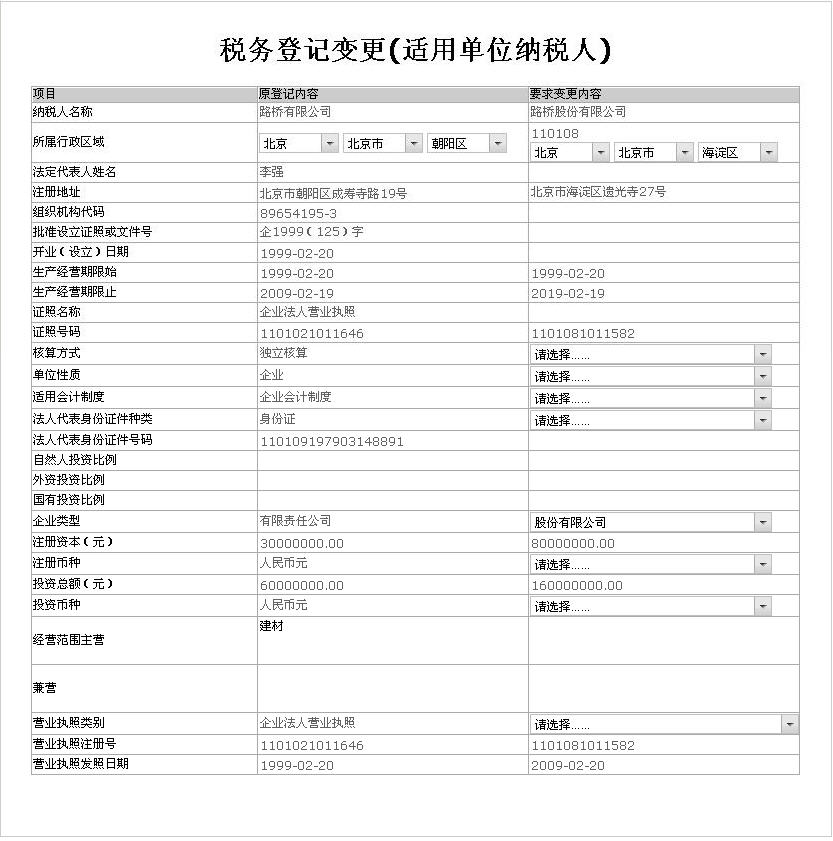 税务登记变更(适用单位纳税人)
项目 原登记内容 要求变更内容
纳税人名称 路桥有限公司 路桥股份有限公司
110108
所属行政区域 北京 北京市 朝阳区 北京 北京市 海淀区
法定代表人姓名 李强
注册地址 北京市朝阳区成寿寺路19号 北京市海淀区逸光寺27号
组织机构代码 89654195-3
批准设立证照或文件号 企1999(125)字
开业(设立)日期 1999-02-20
生产经营期限始 1999-02-20 1999-02-20
生产经营期限止 2009-02-19 2019-02-19
证照名称 企业法人营业执照
证照号码 1101021011646 1101081011582
核算方式 独立核算 请选择......
单位性质 企业 请选择......
适用会计制度 企业会计制度 请选择......
法人代表身份证件种类 身份证 请选择......
法人代表身份证件号码 110109197903148891
自然人投资比例
外资投资比例
国有投资比例
企业类型 有限责任公司 股份有限公司
注册资本(元) 30000000.00 80000000.00
注册币种 人民币元 请选择......
投资总额(元) 60000000.00 160000000.00
投资币种 人民币元 请选择......
经营范围主营 建材
兼营
营业执照类别 企业法人营业执照 请选择......
营业执照注册号 1101021011646 1101081011582
营业执照发照日期 1999-02-20 2009-02-20